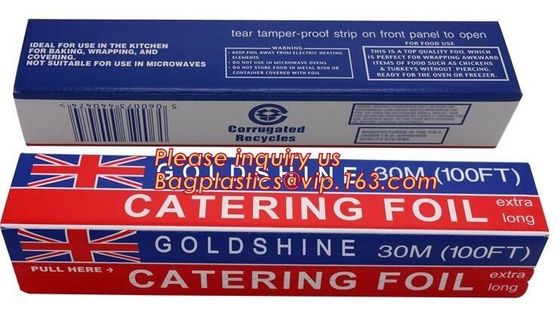 tear tamper-proof strip on front panel to open
IDEAL FOR USE IN THE KITCHEN
FOR BAKING, WRAPPING, AND
COVERING.
NOT SUITABLE FOR USE IN MICROWAVES
WARNING
• KEEP FOIL AWAY FROM ELECTRIC HEATING
ELEMENTS
• DO NOT USE IN MICROWAVE OVENS
• DO NOT STORE FOOD IN METAL DISH OR
CONTAINER COVERED WITH FOIL
FOR FOOD USE
THIS IS A TOP QUALITY FOIL WHICH
IS PERFECT FOR WRAPPING AWKWARD
ITEMS OF FOOD SUCH AS CHICKENS
& TURKEYS WITHOUT PIERCING.
READY FOR THE OVEN OR FREEZER.
Corrugated
Recycles
Please inquiry us
Bagplastics@vip.163.com
GOLDSHINE 30M (100FT)
CATERING FOIL extra
long
GOLDSHINE 30M (100FT)
PULL HERE
CATERING FOIL extra
long